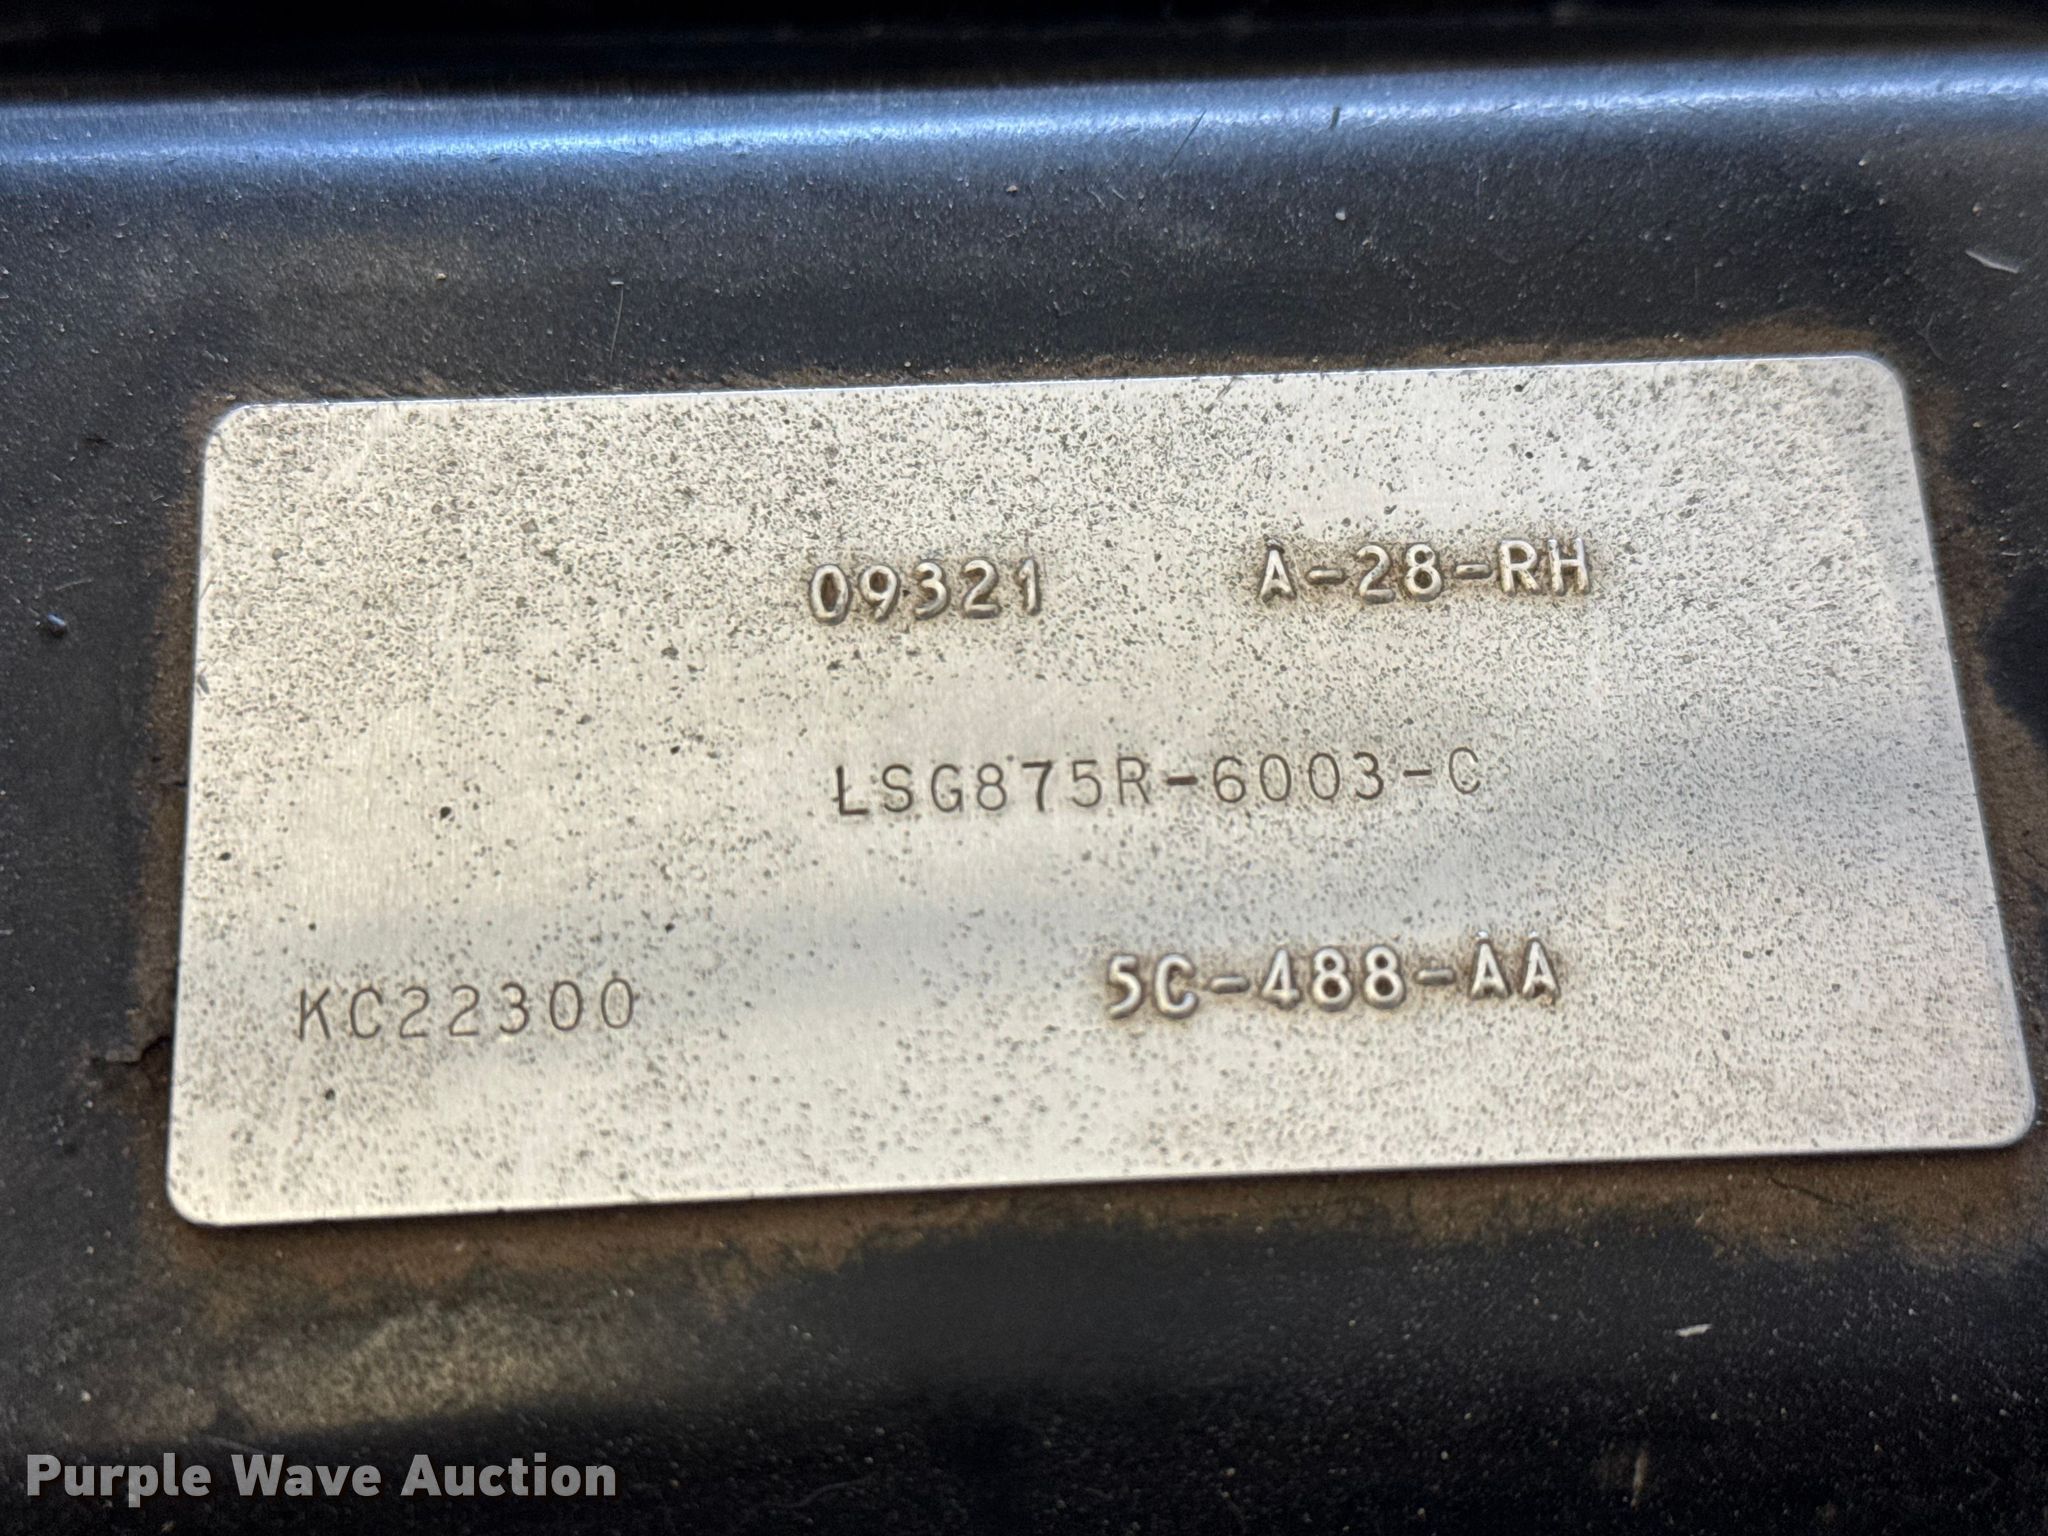 09321 A-28-RH
LSG875R-6003-C
KC22300 5C-488-AA
Purple Wave Auction